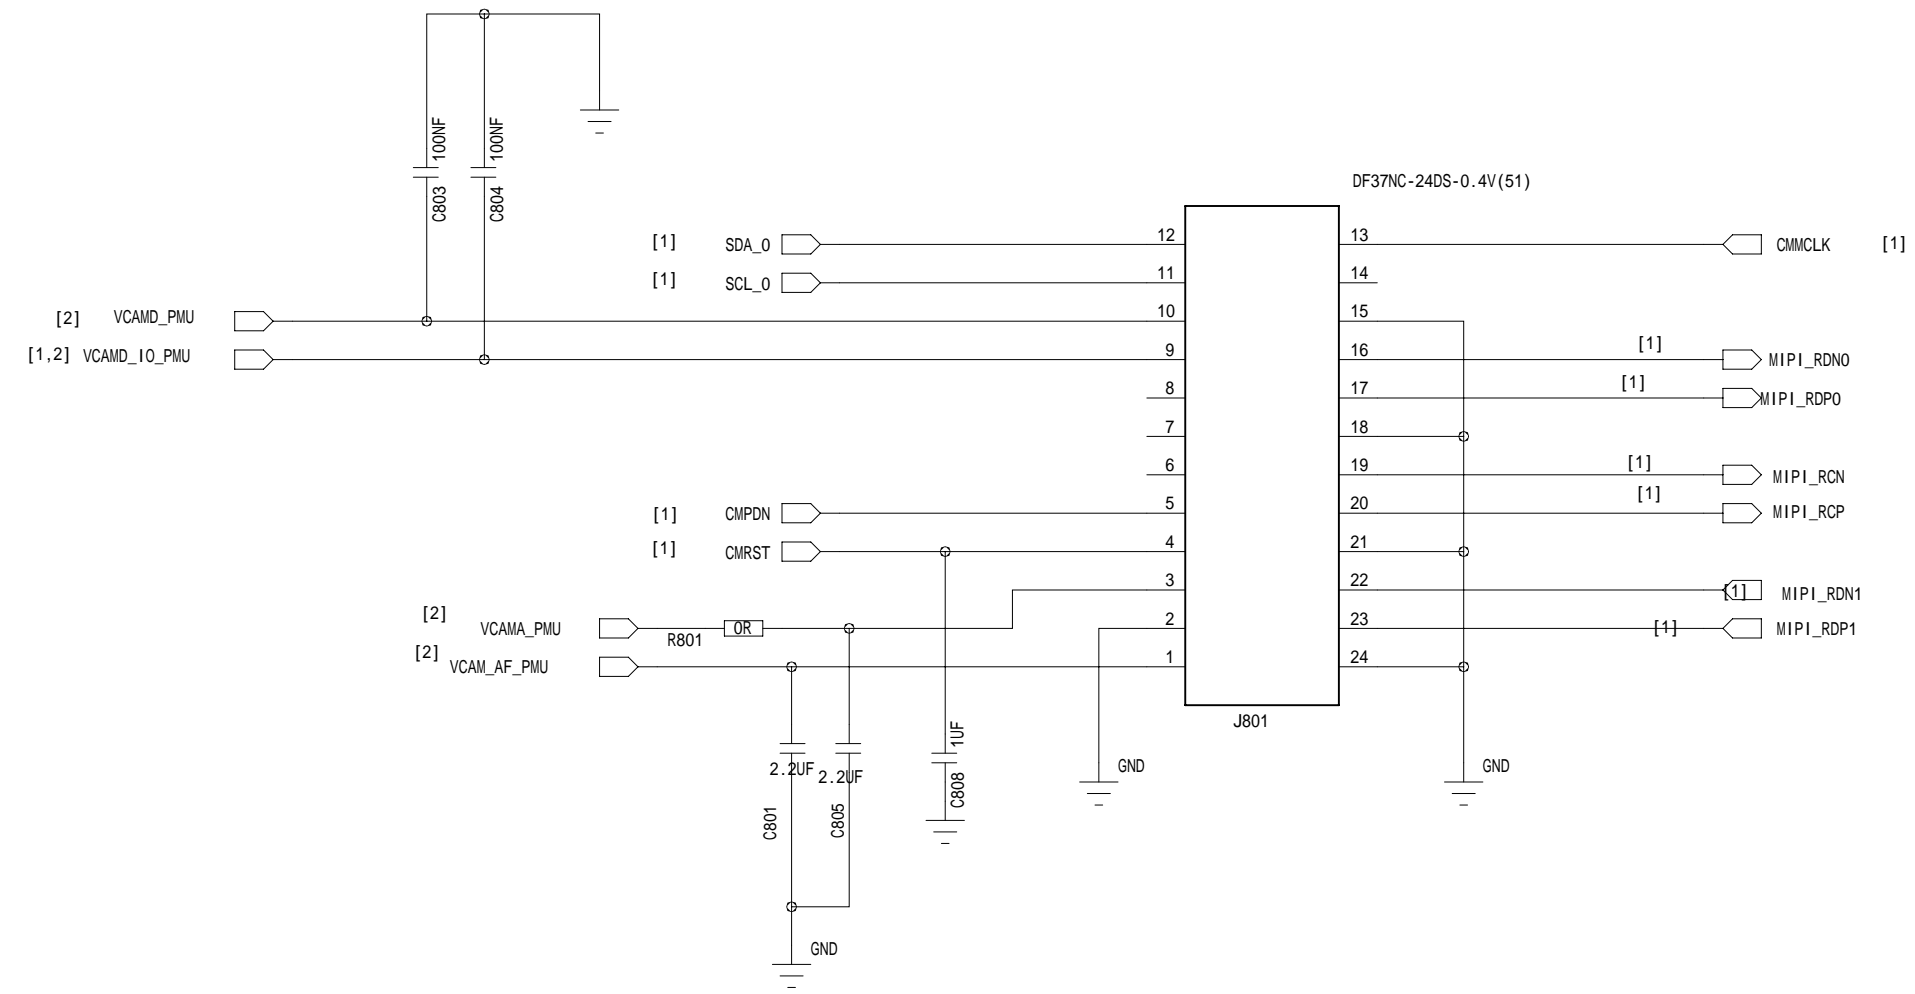 100NF
100NF
C803
C804
DF37NC-24DS-0.4V(51)
[1] SDA_0 12 13 CMMCLK [1]
[1] SCL_0 11 14
[2] VCAMD_PMU 10 15
[1,2] VCAMD_IO_PMU 9 16 [1] MIPI_RDN0
8 17 [1] MIPI_RDP0
7 18
6 19 [1] MIPI_RCN
[1] CMPDN 5 20 [1] MIPI_RCP
[1] CMRST 4 21
3 22 [1] MIPI_RDN1
[2] VCAMA_PMU R801 0R 2 23 [1] MIPI_RDP1
[2] VCAM_AF_PMU 1 24
J801
1UF
2.2UF
2.2UF
C808
GND
GND
C801
C805
GND